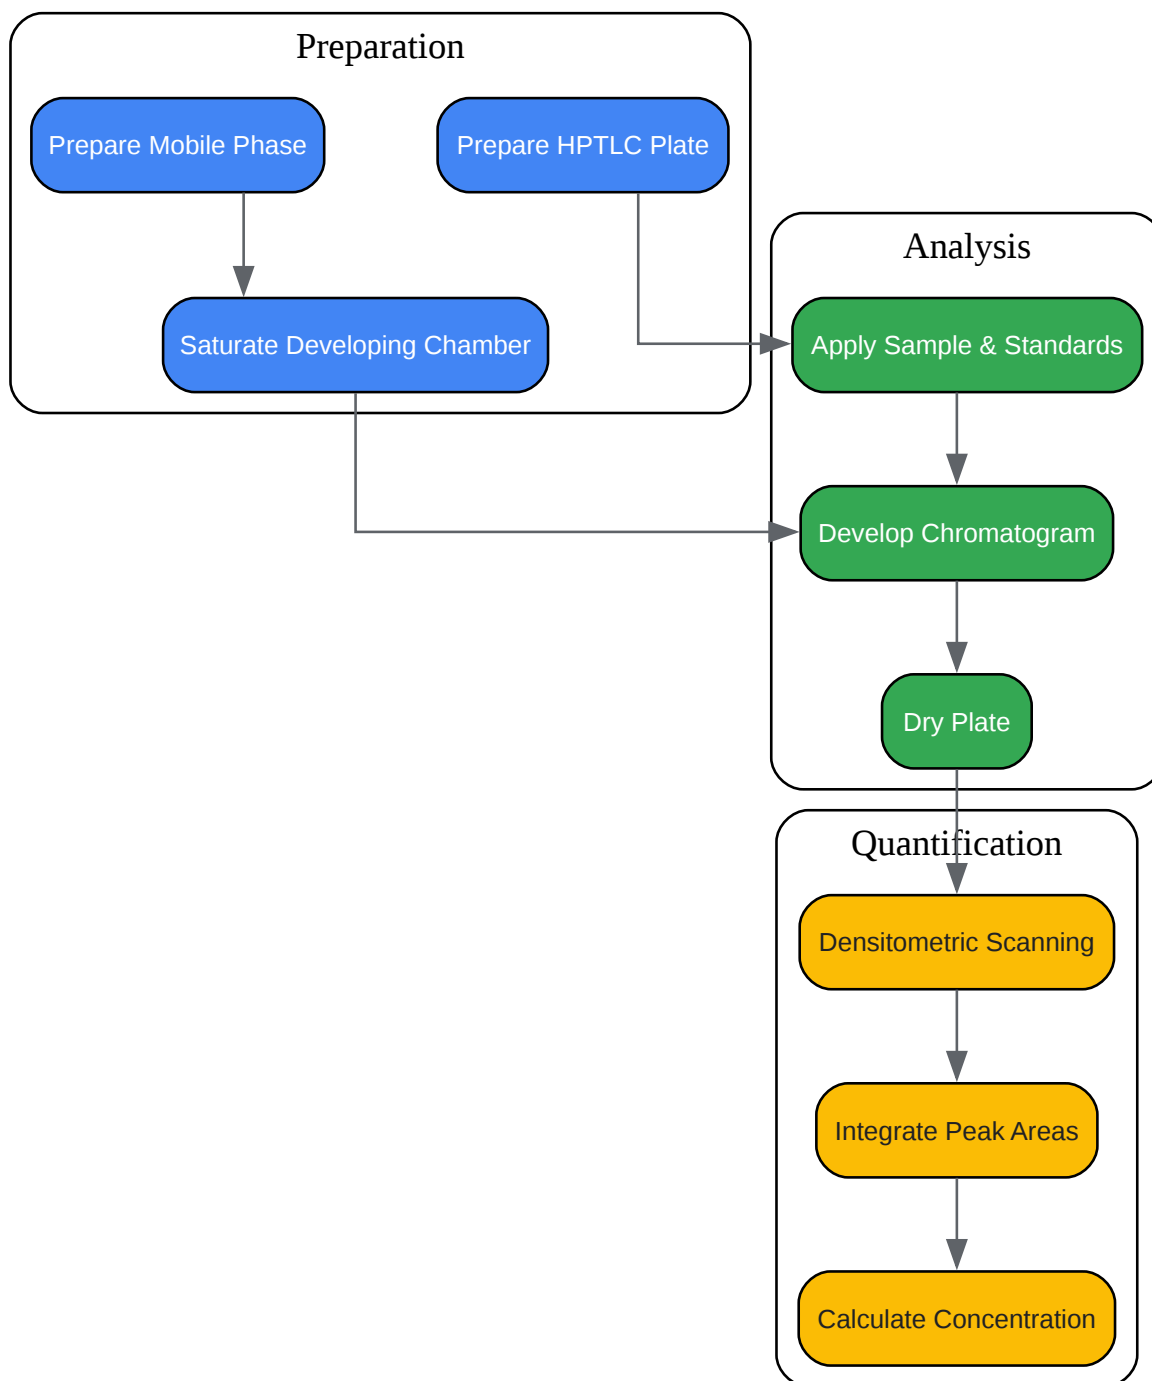 Preparation
Prepare Mobile Phase
Prepare HPTLC Plate
Saturate Developing Chamber
Analysis
Apply Sample & Standards
Develop Chromatogram
Dry Plate
Quantification
Densitometric Scanning
Integrate Peak Areas
Calculate Concentration